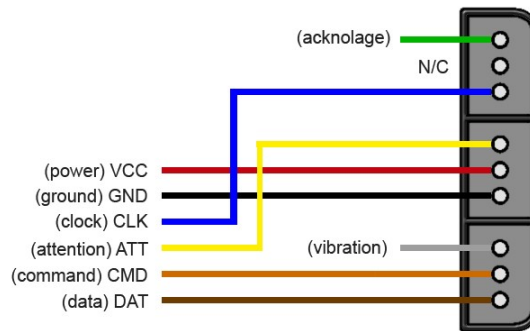 (acknolage)
N/C
(power) VCC
(ground) GND
(clock) CLK
(attention) ATT
(vibration)
(command) CMD
(data) DAT